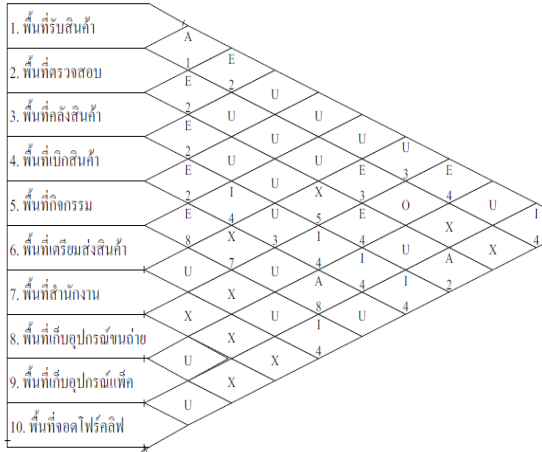 1. พื้นที่รับสินค้า
2. พื้นที่ตรวจสอบ
3. พื้นที่คลังสินค้า
4. พื้นที่เบิกสินค้า
5. พื้นที่กิจกรรม
6. พื้นที่เตรียมส่งสินค้า
7. พื้นที่สำนักงาน
8. พื้นที่เก็บอุปกรณ์ขนถ่าย
9. พื้นที่เก็บอุปกรณ์แพ็ค
10. พื้นที่จอดโฟร์คลิฟ
A
1
E
2
E
2
E
2
E
8
U
X
U
U
E
2
U
U
I
4
X
7
X
X
X
U
U
U
U
3
U
U
X
U
U
X
5
I
4
A
8
I
4
E
3
E
4
I
4
U
U
3
O
U
I
4
E
4
X
A
2
U
X
I
4